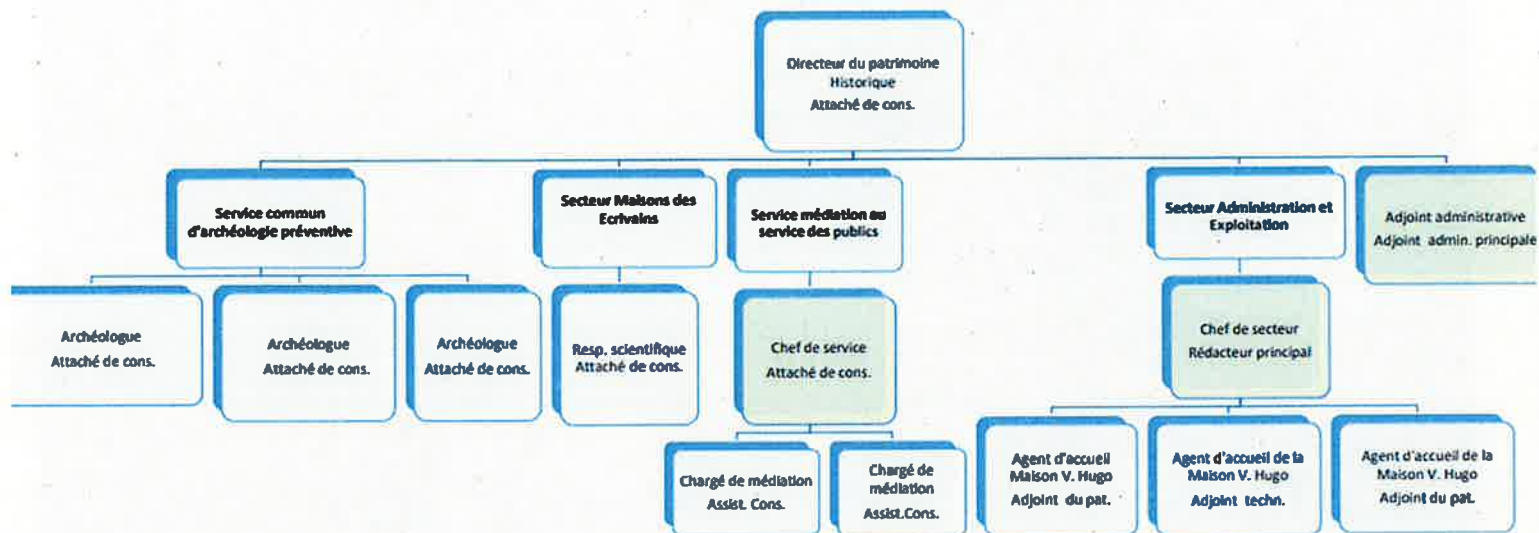 Directeur du patrimoine
Historique
Attaché de cons.
Service commun
d'archéologie préventive
Secteur Maisons des
Ecrivains
Service médiation au
service des publics
Secteur Administration et
Exploitation
Adjoint administrative
Adjoint admin. principale
Archéologue
Attaché de cons.
Archéologue
Attaché de cons.
Archéologue
Attaché de cons.
Resp. scientifique
Attaché de cons.
Chef de service
Attaché de cons.
Chef de secteur
Rédacteur principal
Chargé de médiation
Assist. Cons.
Chargé de
médiation
Assist.Cons.
Agent d'accueil
Maison V. Hugo
Adjoint du pat.
Agent d'accueil de la
Maison V. Hugo
Adjoint techn.
Agent d'accueil de la
Maison V. Hugo
Adjoint du pat.